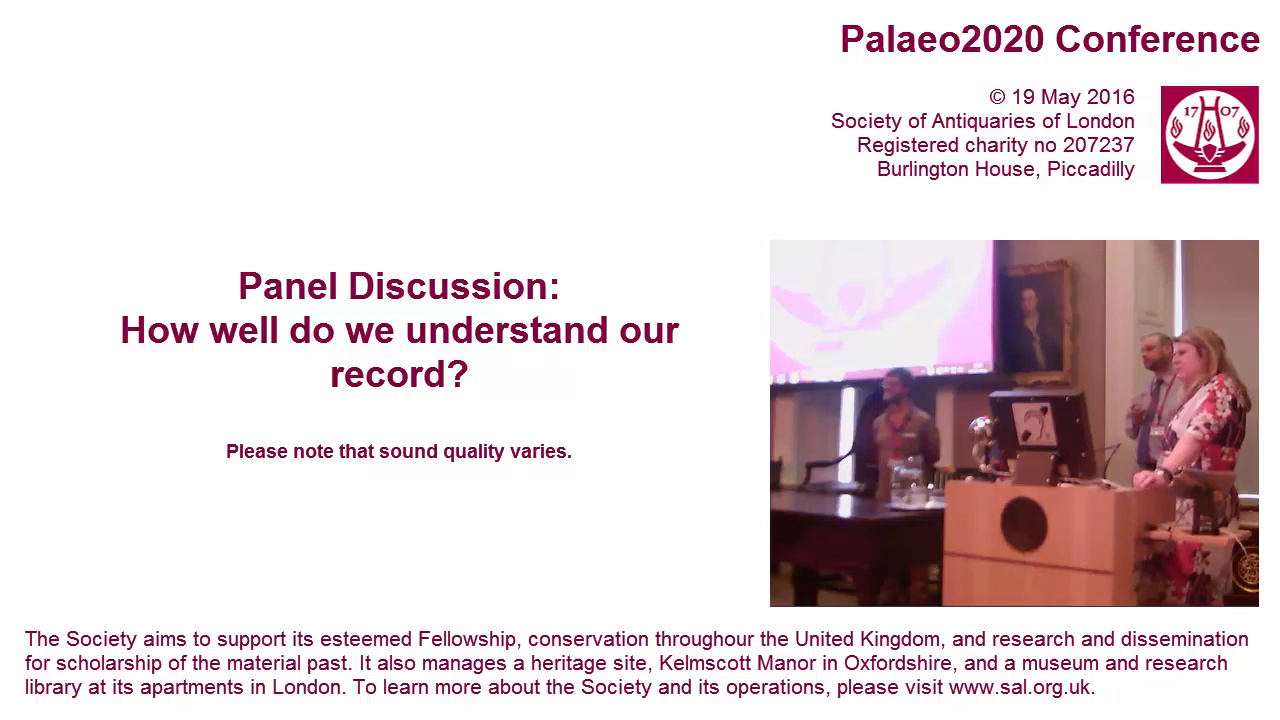 Palaeo2020 Conference
© 19 May 2016
Society of Antiquaries of London
Registered charity no 207237
Burlington House, Piccadilly
17 07
Panel Discussion:
How well do we understand our
record?
Please note that sound quality varies.
The Society aims to support its esteemed Fellowship, conservation throughour the United Kingdom, and research and dissemination
for scholarship of the material past. It also manages a heritage site, Kelmscott Manor in Oxfordshire, and a museum and research
library at its apartments in London. To learn more about the Society and its operations, please visit www.sal.org.uk.